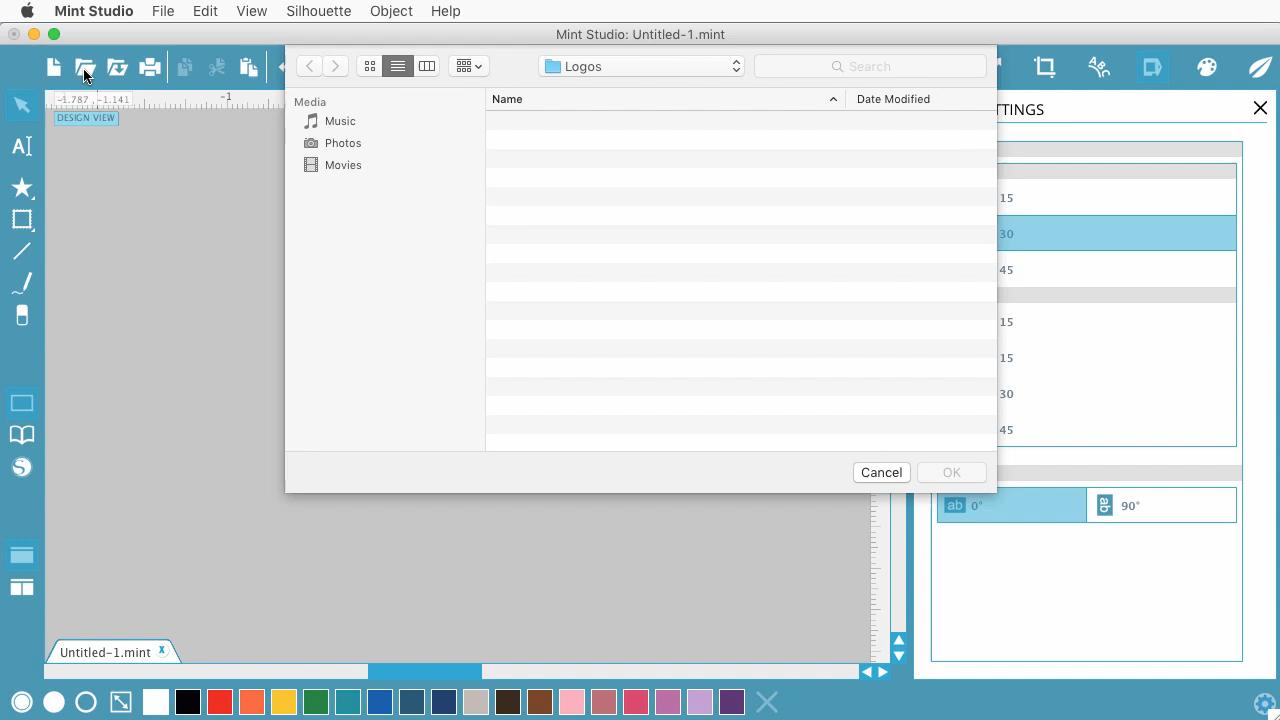 Mint Studio File Edit View Silhouette Object Help
Mint Studio: Untitled-1.mint
Logos
Search
-1.787 , -1.141
-1
DESIGN VIEW
Media
Music
Photos
Movies
Name
Date Modified
TTINGS
15
30
45
15
15
30
45
Cancel
OK
ab 0°
ab 90°
Untitled-1.mint x